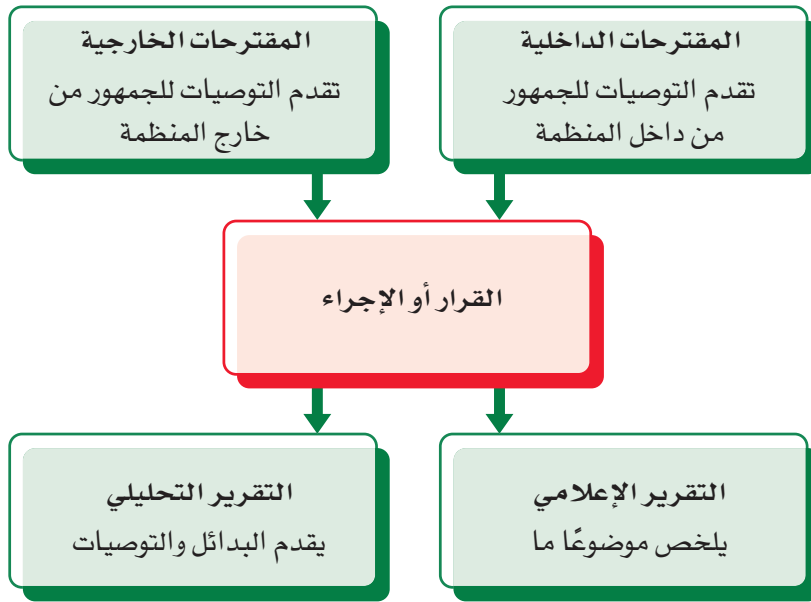 المقترحات الداخلية
تقدم التوصيات للجمهور
من داخل المنظمة
المقترحات الخارجية
تقدم التوصيات للجمهور من
خارج المنظمة
القرار أو الإجراء
التقرير الإعلامي
يلخص موضوعًا ما
التقرير التحليلي
يقدم البدائل والتوصيات